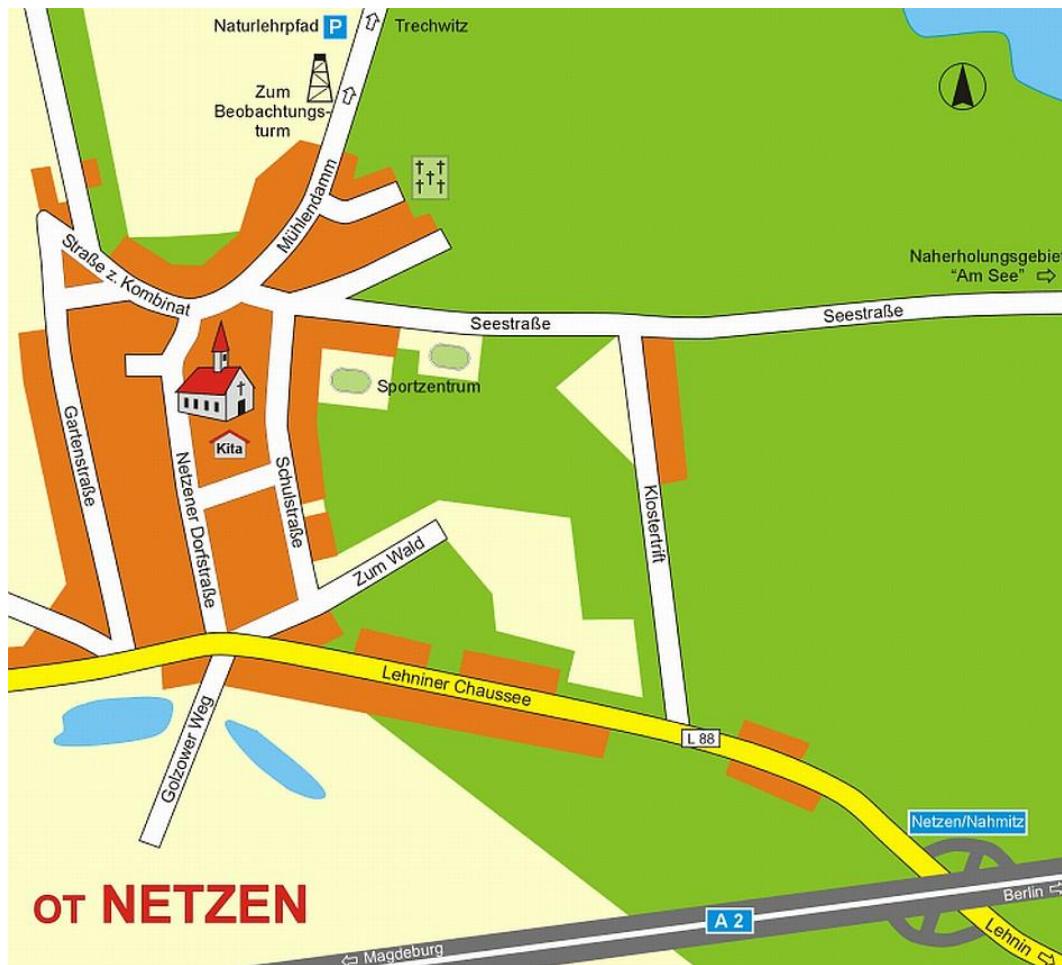 Naturlehrpfad P
Trechwitz
Zum
Beobachtungs-
turm
Mühlendamm
Straße z. Kombinat
Naherholungsgebiet
"Am See"
Seestraße
Seestraße
Sportzentrum
Kita
Gartenstraße
Netzener Dorfstraße
Schulstraße
Klostertrift
Zum Wald
Lehniner Chaussee
L 88
Golzower Weg
Netzen/Nahmitz
OT NETZEN
A 2
Berlin
Magdeburg
Lehnin